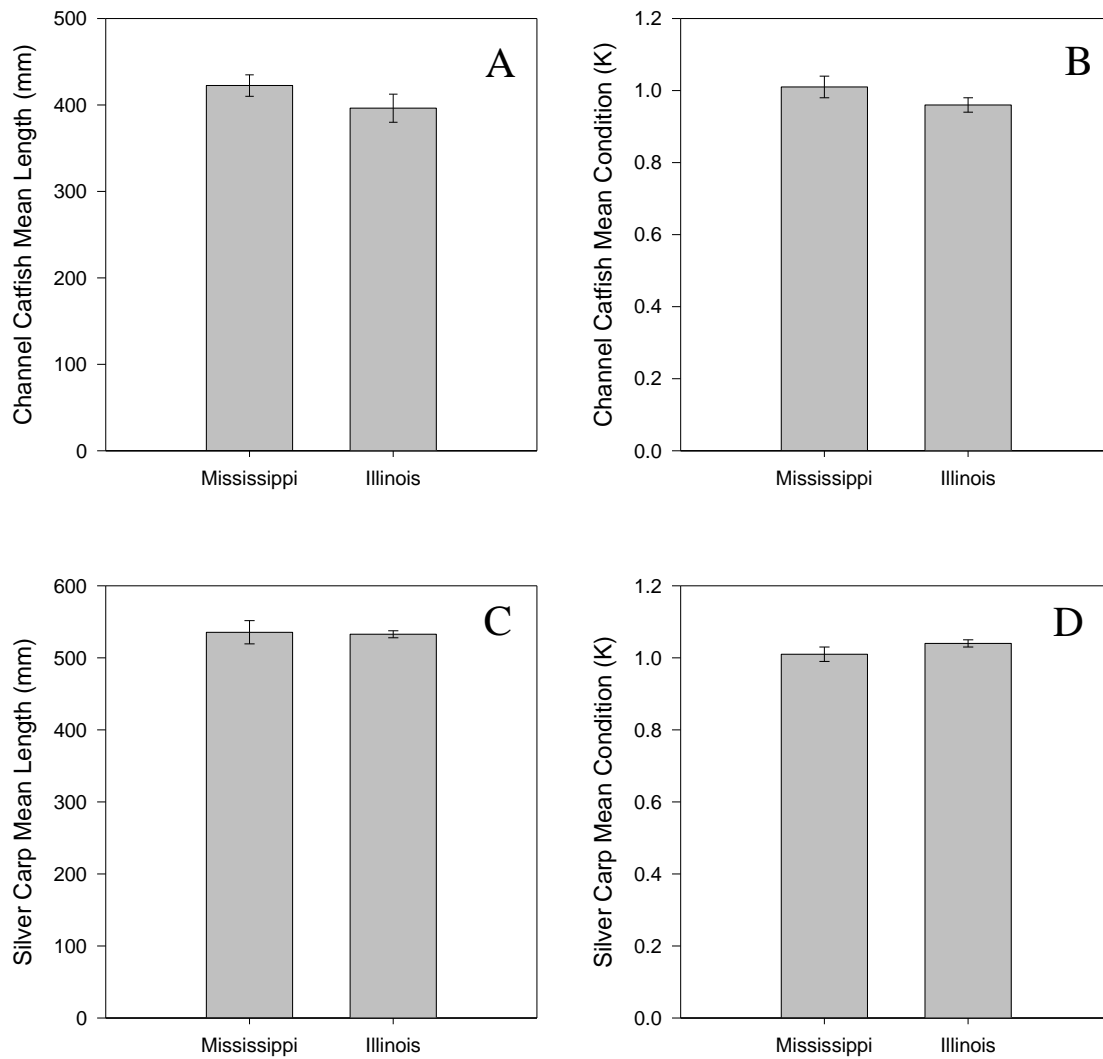 Channel Catfish Mean Length (mm)
500
400
300
200
100
0
A
Mississippi
Illinois
Channel Catfish Mean Condition (K)
1.2
1.0
0.8
0.6
0.4
0.2
0.0
B
Mississippi
Illinois
Silver Carp Mean Length (mm)
600
500
400
300
200
100
0
C
Mississippi
Illinois
Silver Carp Mean Condition (K)
1.2
1.0
0.8
0.6
0.4
0.2
0.0
D
Mississippi
Illinois